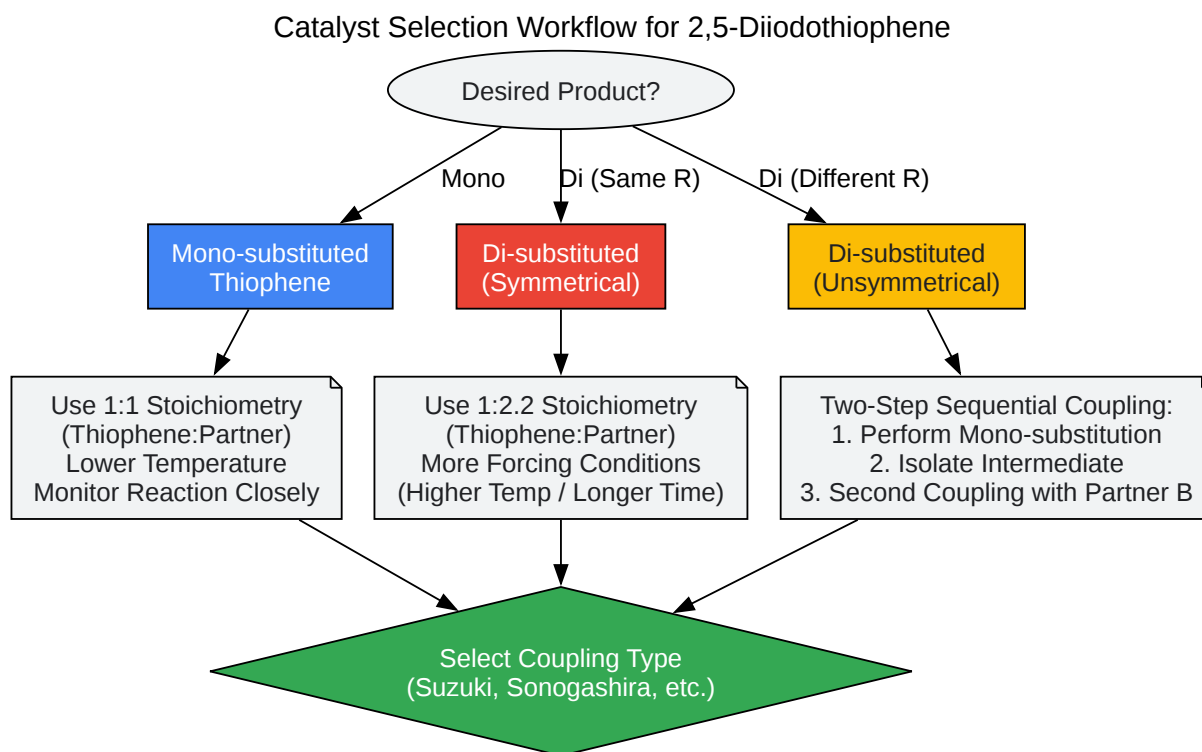 Catalyst Selection Workflow for 2,5-Diiodothiophene
Desired Product?
Mono
Di (Same R)
Di (Different R)
Mono-substituted
Thiophene
Di-substituted
(Symmetrical)
Di-substituted
(Unsymmetrical)
Use 1:1 Stoichiometry
(Thiophene:Partner)
Lower Temperature
Monitor Reaction Closely
Use 1:2.2 Stoichiometry
(Thiophene:Partner)
More Forcing Conditions
(Higher Temp / Longer Time)
Two-Step Sequential Coupling:
1. Perform Mono-substitution
2. Isolate Intermediate
3. Second Coupling with Partner B
Select Coupling Type
(Suzuki, Sonogashira, etc.)